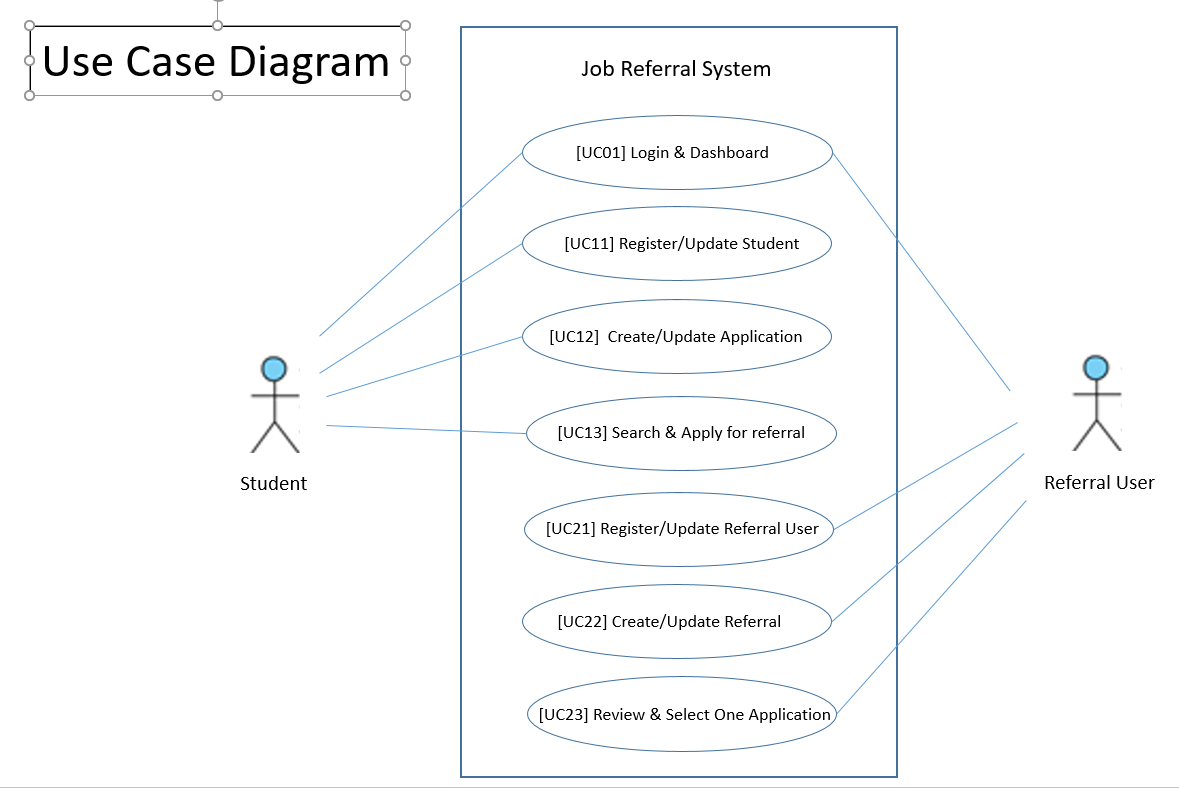 Use Case Diagram
Job Referral System
[UC01] Login & Dashboard
[UC11] Register/Update Student
[UC12]  Create/Update Application
[UC13] Search & Apply for referral
Student
Referral User
[UC21] Register/Update Referral User
[UC22] Create/Update Referral
[UC23] Review & Select One Application